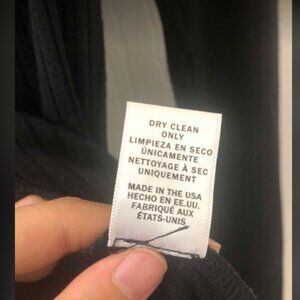 DRY CLEAN
ONLY
LIMPIEZA EN SECO
ÚNICAMENTE
NETTOYAGE À SEC
UNIQUEMENT
MADE IN THE USA
HECHO EN EE.UU.
FABRIQUÉ AUX
ÉTATS-UNIS